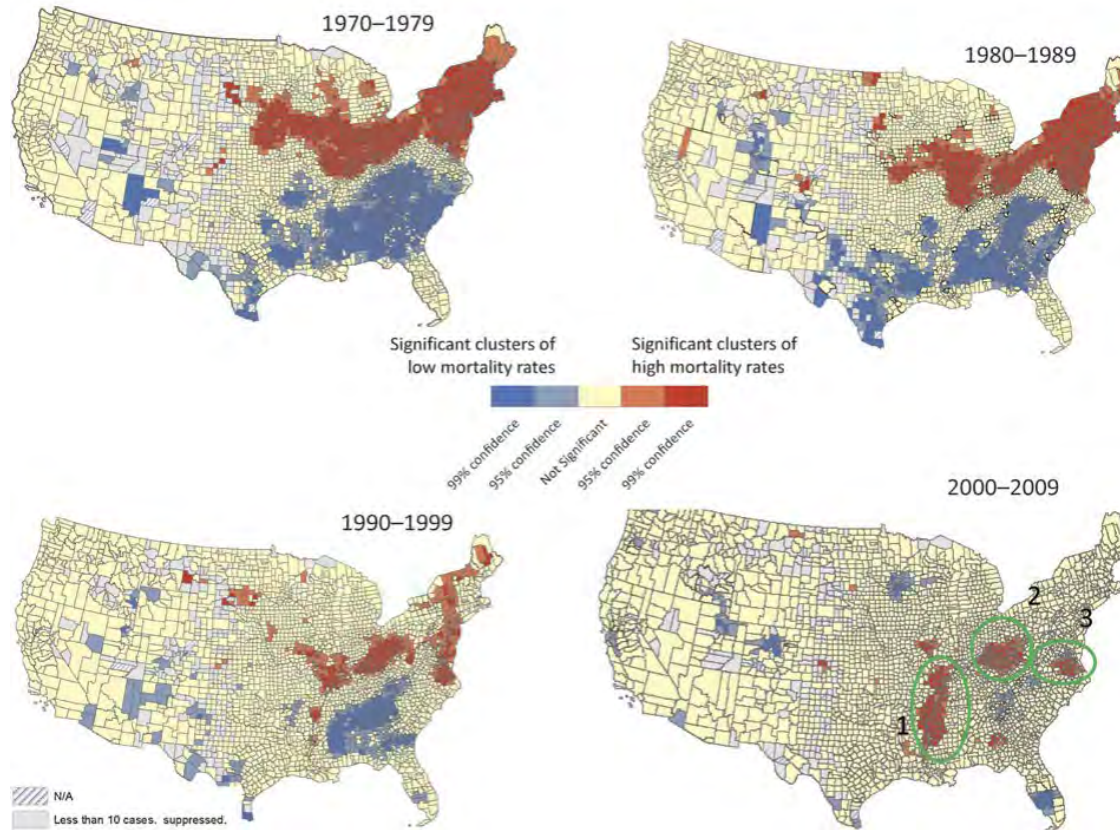 1970–1979
1980–1989
Significant clusters of
low mortality rates
Significant clusters of
high mortality rates
99% confidence
95% confidence
Not Significant
95% confidence
99% confidence
1990–1999
2000–2009
2
3
1
N/A
Less than 10 cases. suppressed.